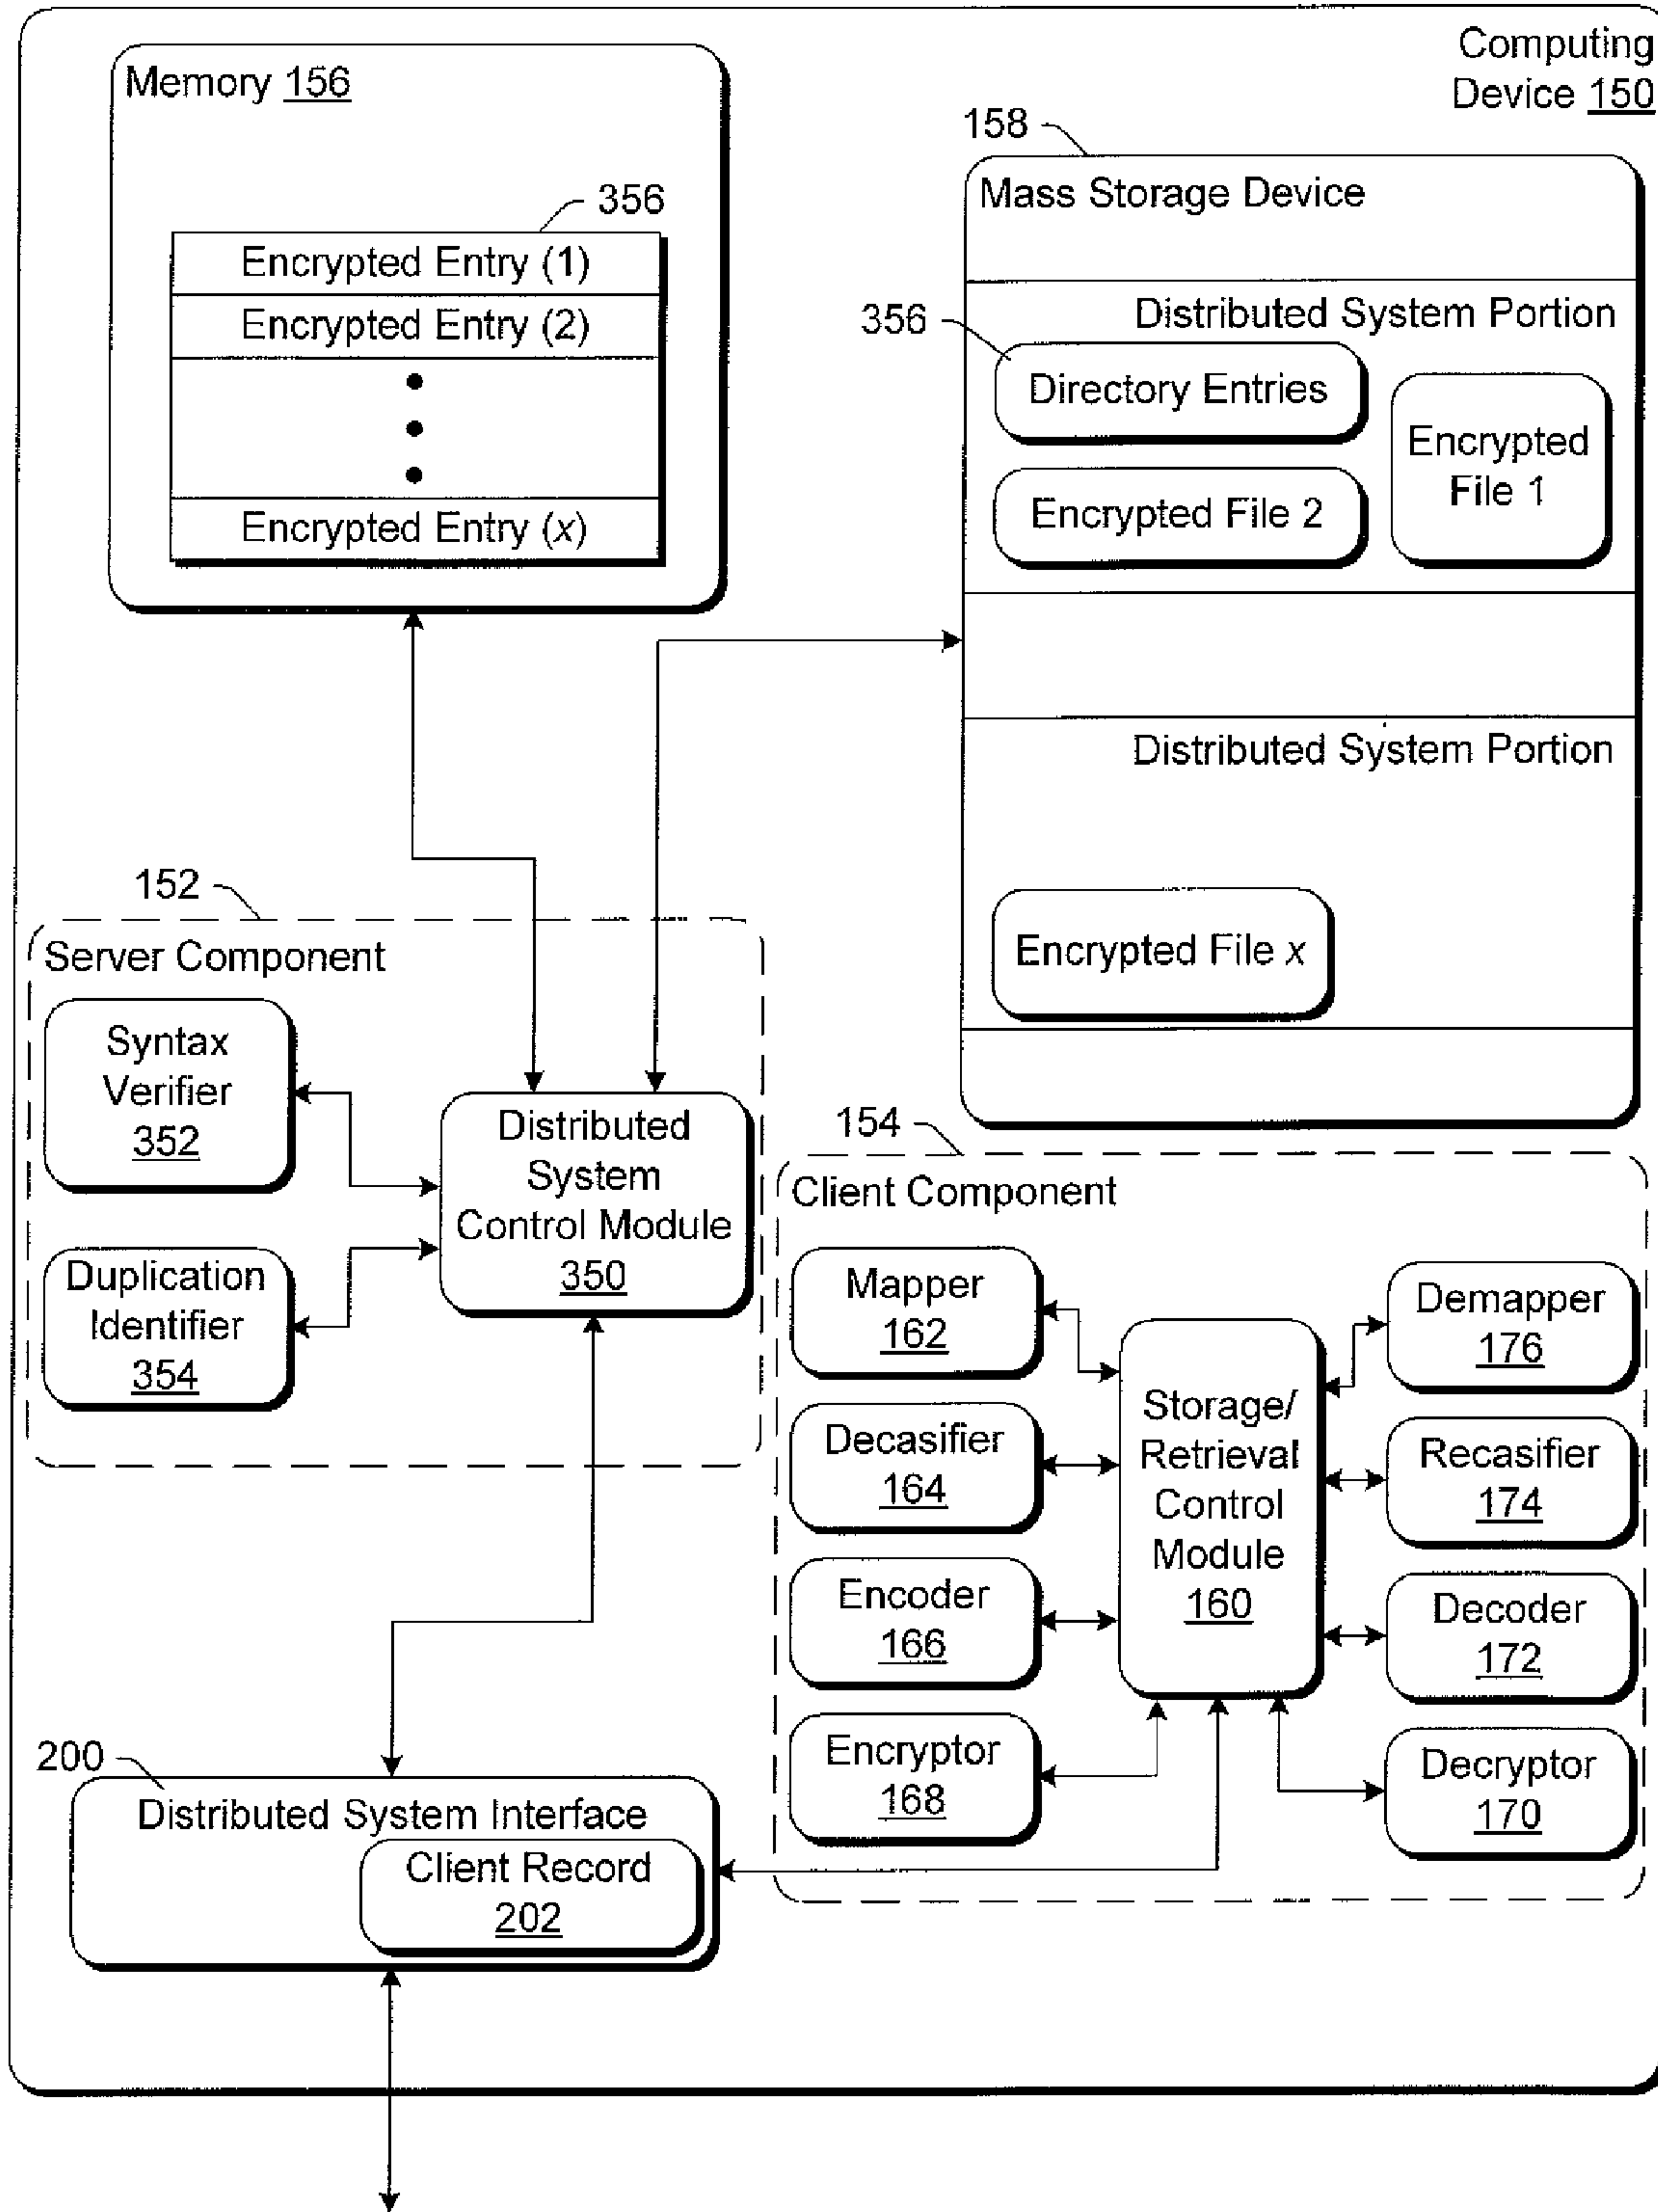 Computing
Device 150
Memory 156
356
Encrypted Entry (1)
Encrypted Entry (2)
Encrypted Entry (x)
158
Mass Storage Device
Distributed System Portion
356
Directory Entries
Encrypted
File 1
Encrypted File 2
Distributed System Portion
Encrypted File x
152
Server Component
Syntax
Verifier
352
Duplication
Identifier
354
Distributed
System
Control Module
350
154
Client Component
Mapper
162
Decasifier
164
Encoder
166
Encryptor
168
Storage/
Retrieval
Control
Module
160
Demapper
176
Recasifier
174
Decoder
172
Decryptor
170
200
Distributed System Interface
Client Record
202